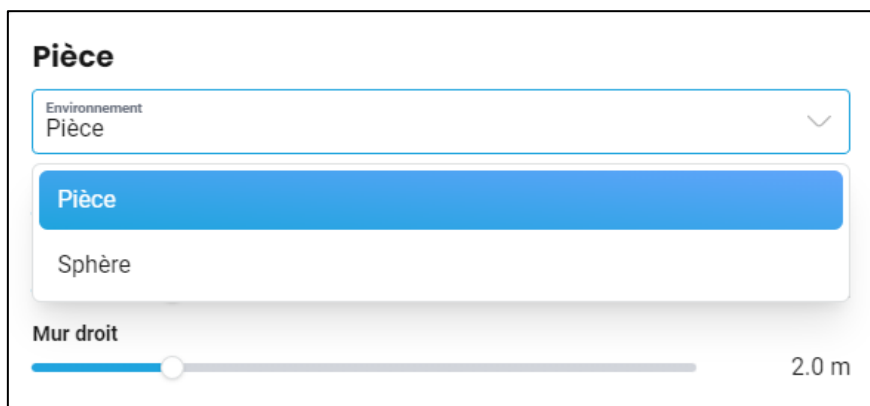 Pièce
Environnement
Pièce
Pièce
Sphère
Mur droit
2.0 m